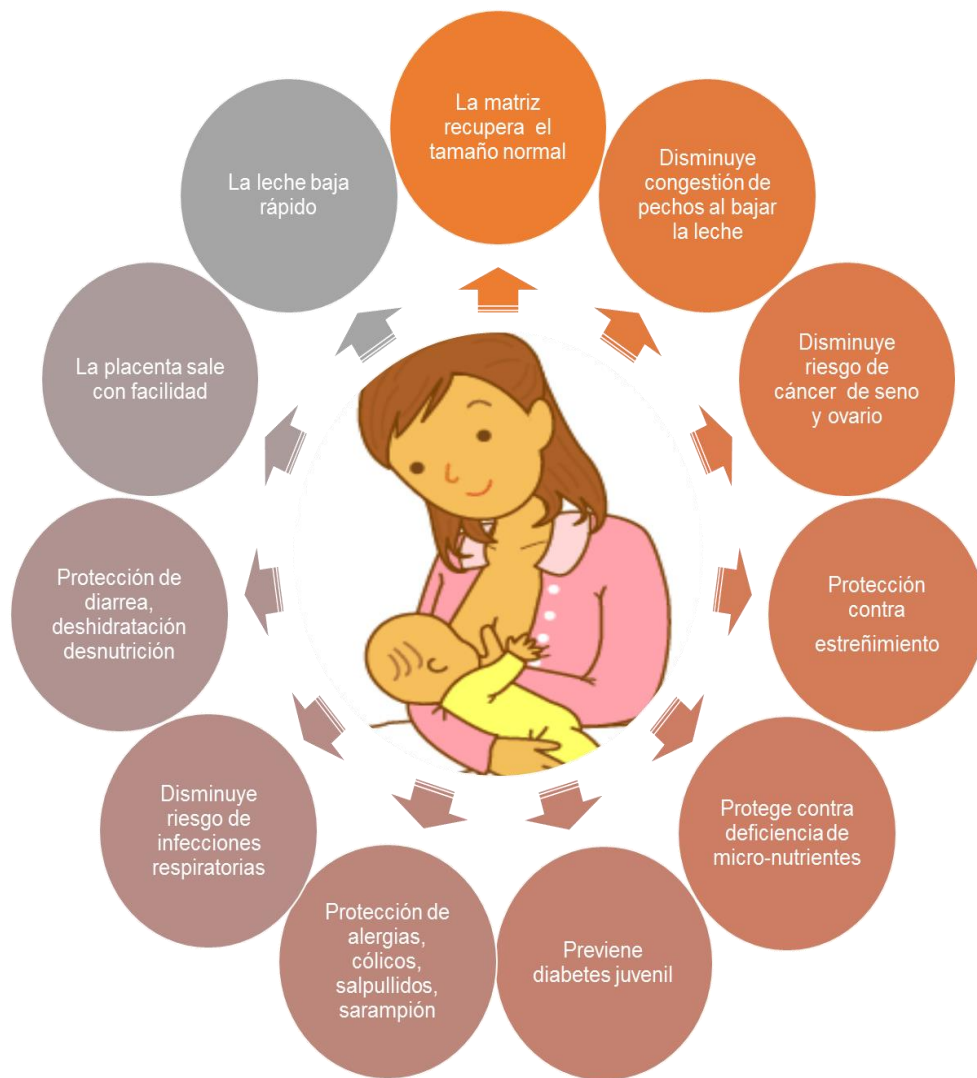 La matriz
recupera el
tamaño normal
Disminuye
congestión de
pechos al bajar
la leche
Disminuye
riesgo de
cáncer de seno
y ovario
Protección
contra
estreñimiento
Protege contra
deficiencia de
micro-nutrientes
Previene
diabetes juvenil
Protección de
alergias,
cólicos,
salpullidos,
sarampión
Disminuye
riesgo de
infecciones
respiratorias
Protección de
diarrea,
deshidratación
desnutrición
La placenta sale
con facilidad
La leche baja
rápido